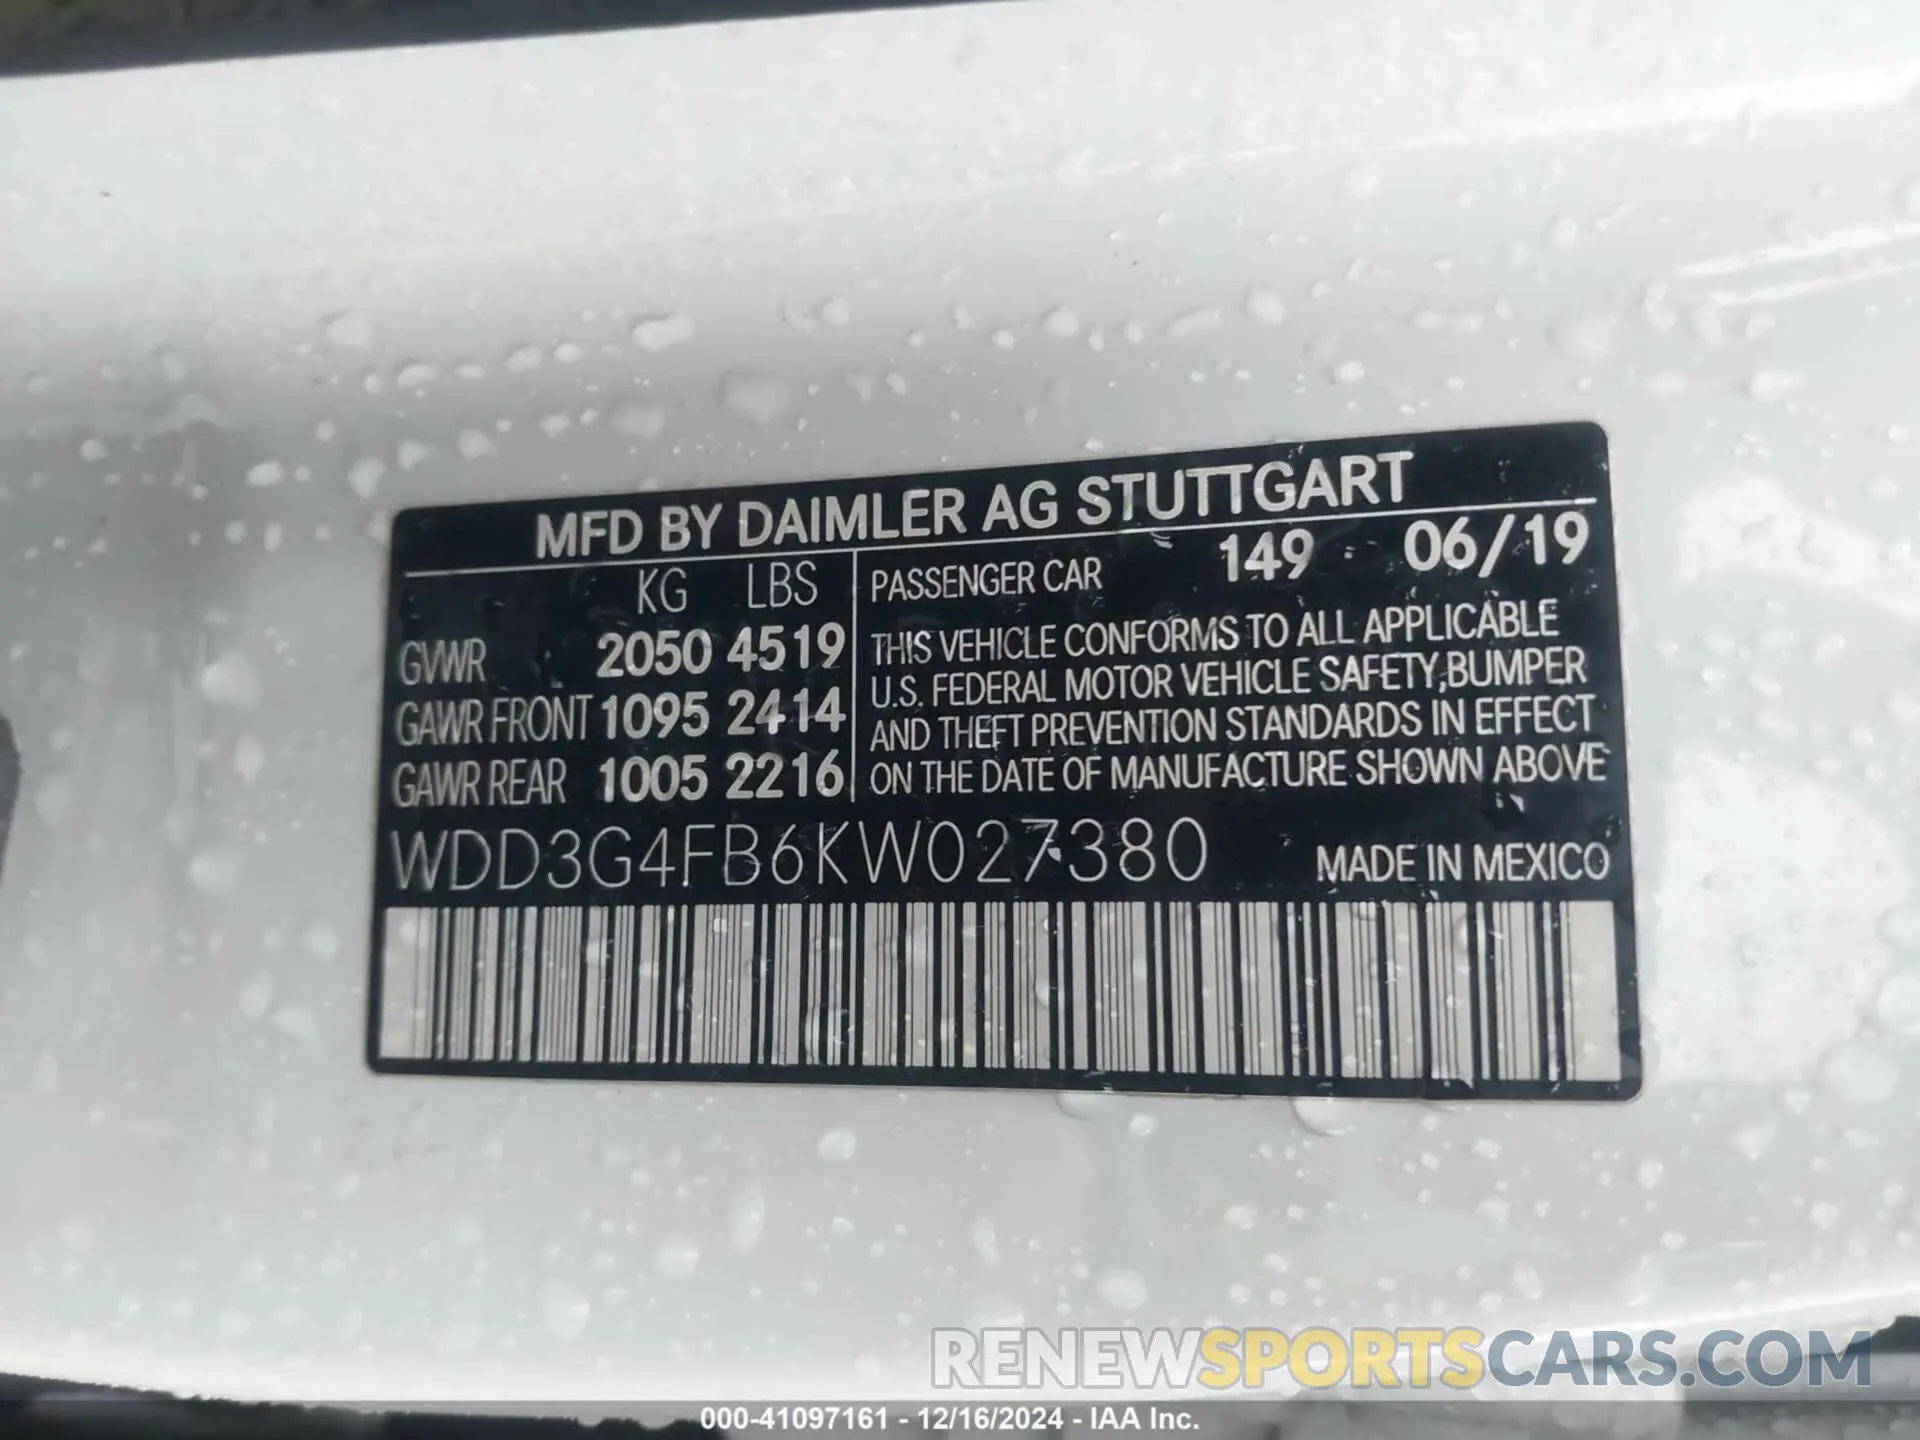 MFD BY DAIMLER AG STUTTGART
KG LBS
GVWR 2050 4519
GAWR FRONT 1095 2414
GAWR REAR 1005 2216
PASSENGER CAR 149 06/19
THIS VEHICLE CONFORMS TO ALL APPLICABLE
U.S. FEDERAL MOTOR VEHICLE SAFETY, BUMPER
AND THEFT PREVENTION STANDARDS IN EFFECT
ON THE DATE OF MANUFACTURE SHOWN ABOVE
WDD3G4FB6KW027380 MADE IN MEXICO
RENEWSPORTSCARS.COM
000-41097161 - 12/16/2024 - IAA Inc.